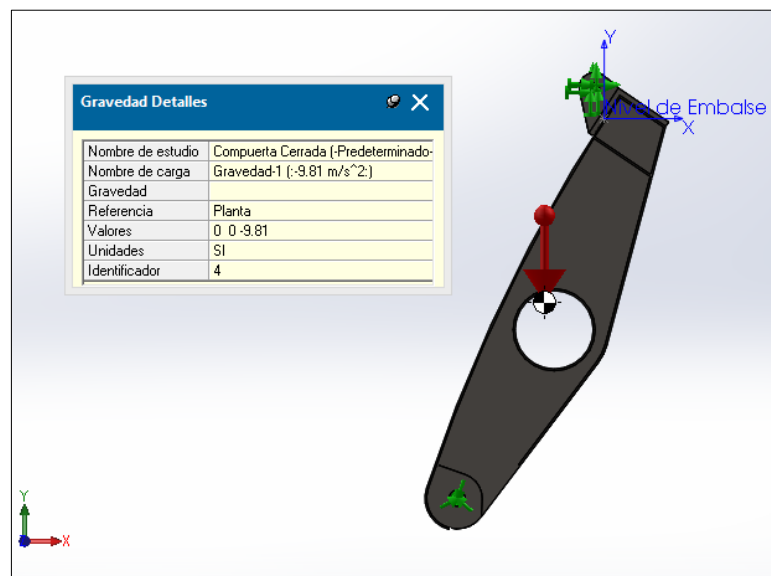 Gravedad Detalles
Nombre de estudio Compuerta Cerrada (-Predeterminado-
Nombre de carga Gravedad-1 (:-9.81 m/s^2:)
Gravedad
Referencia Planta
Valores 0 0 -9.81
Unidades SI
Identificador 4
Y
Nivel de Embalse
X
Y
X